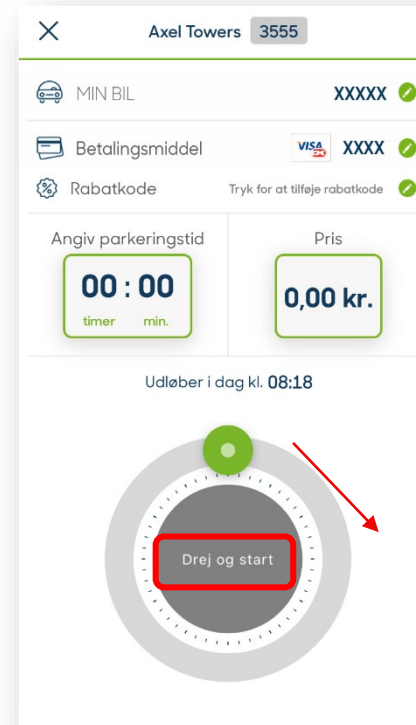 Axel Towers 3555
MIN BIL XXXXX
Betalingsmiddel VISA XXXX
Rabatkode Tryk for at tilføje rabatkode
Angiv parkeringstid Pris
00 : 00 0,00 kr.
timer min.
Udløber i dag kl. 08:18
Drej og start